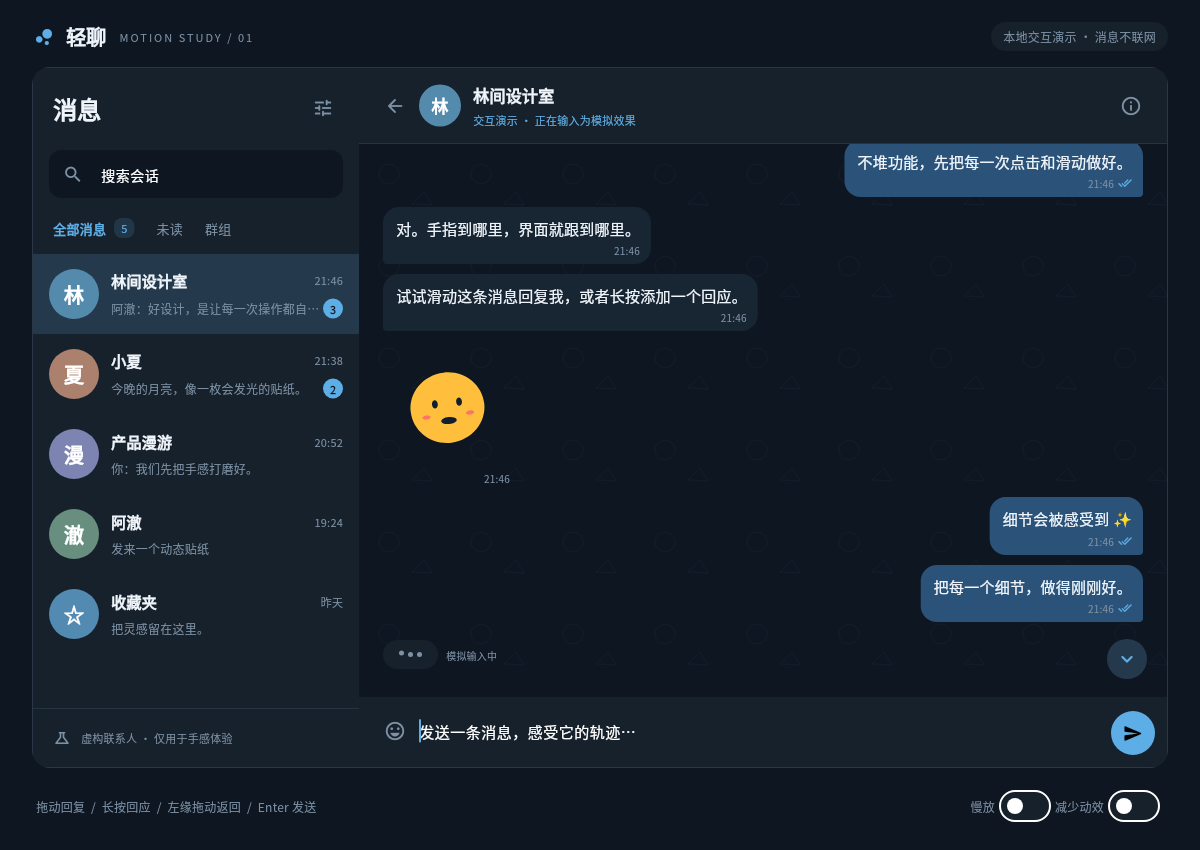 轻聊 MOTION STUDY / 01
本地交互演示 · 消息不联网
消息
搜索会话
全部消息 5 未读 群组
林 林间设计室 21:46
阿澈：好设计，是让每一次操作都自… 3
夏 小夏 21:38
今晚的月亮，像一枚会发光的贴纸。 2
漫 产品漫游 20:52
你：我们先把手感打磨好。
澈 阿澈 19:24
发来一个动态贴纸
收藏夹 昨天
把灵感留在这里。
虚构联系人 · 仅用于手感体验
林 林间设计室
交互演示 · 正在输入为模拟效果
不堆功能，先把每一次点击和滑动做好。
21:46
对。手指到哪里，界面就跟到哪里。
21:46
试试滑动这条消息回复我，或者长按添加一个回应。
21:46
21:46
细节会被感受到 ✨
21:46
把每一个细节，做得刚刚好。
21:46
模拟输入中
发送一条消息，感受它的轨迹…
拖动回复 / 长按回应 / 左缘拖动返回 / Enter 发送
慢放 减少动效